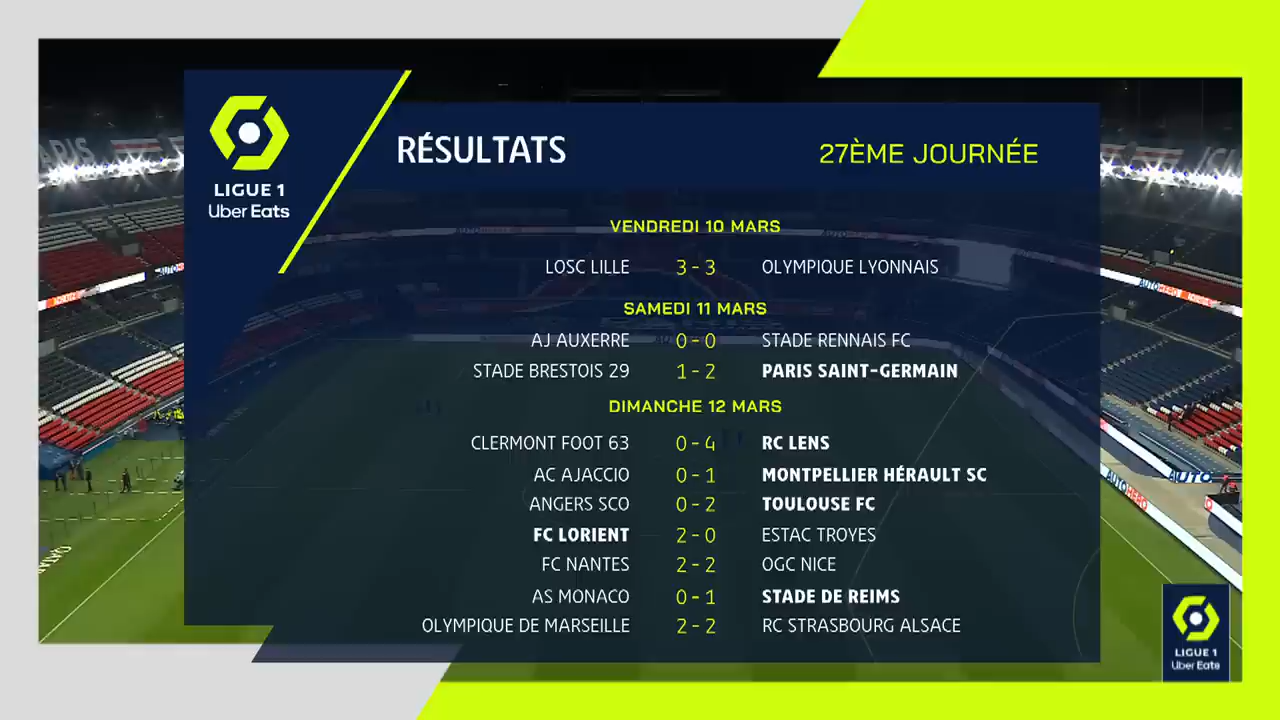 LIGUE 1
Uber Eats
RÉSULTATS
27ÈME JOURNÉE
VENDREDI 10 MARS
LOSC LILLE 3 - 3 OLYMPIQUE LYONNAIS
SAMEDI 11 MARS
AJ AUXERRE 0 - 0 STADE RENNAIS FC
STADE BRESTOIS 29 1 - 2 PARIS SAINT-GERMAIN
DIMANCHE 12 MARS
CLERMONT FOOT 63 0 - 4 RC LENS
AC AJACCIO 0 - 1 MONTPELLIER HÉRAULT SC
ANGERS SCO 0 - 2 TOULOUSE FC
FC LORIENT 2 - 0 ESTAC TROYES
FC NANTES 2 - 2 OGC NICE
AS MONACO 0 - 1 STADE DE REIMS
OLYMPIQUE DE MARSEILLE 2 - 2 RC STRASBOURG ALSACE
PARIS
AUTOHERO
AUTOHERO
AUTO
LIGUE 1
Uber Eats